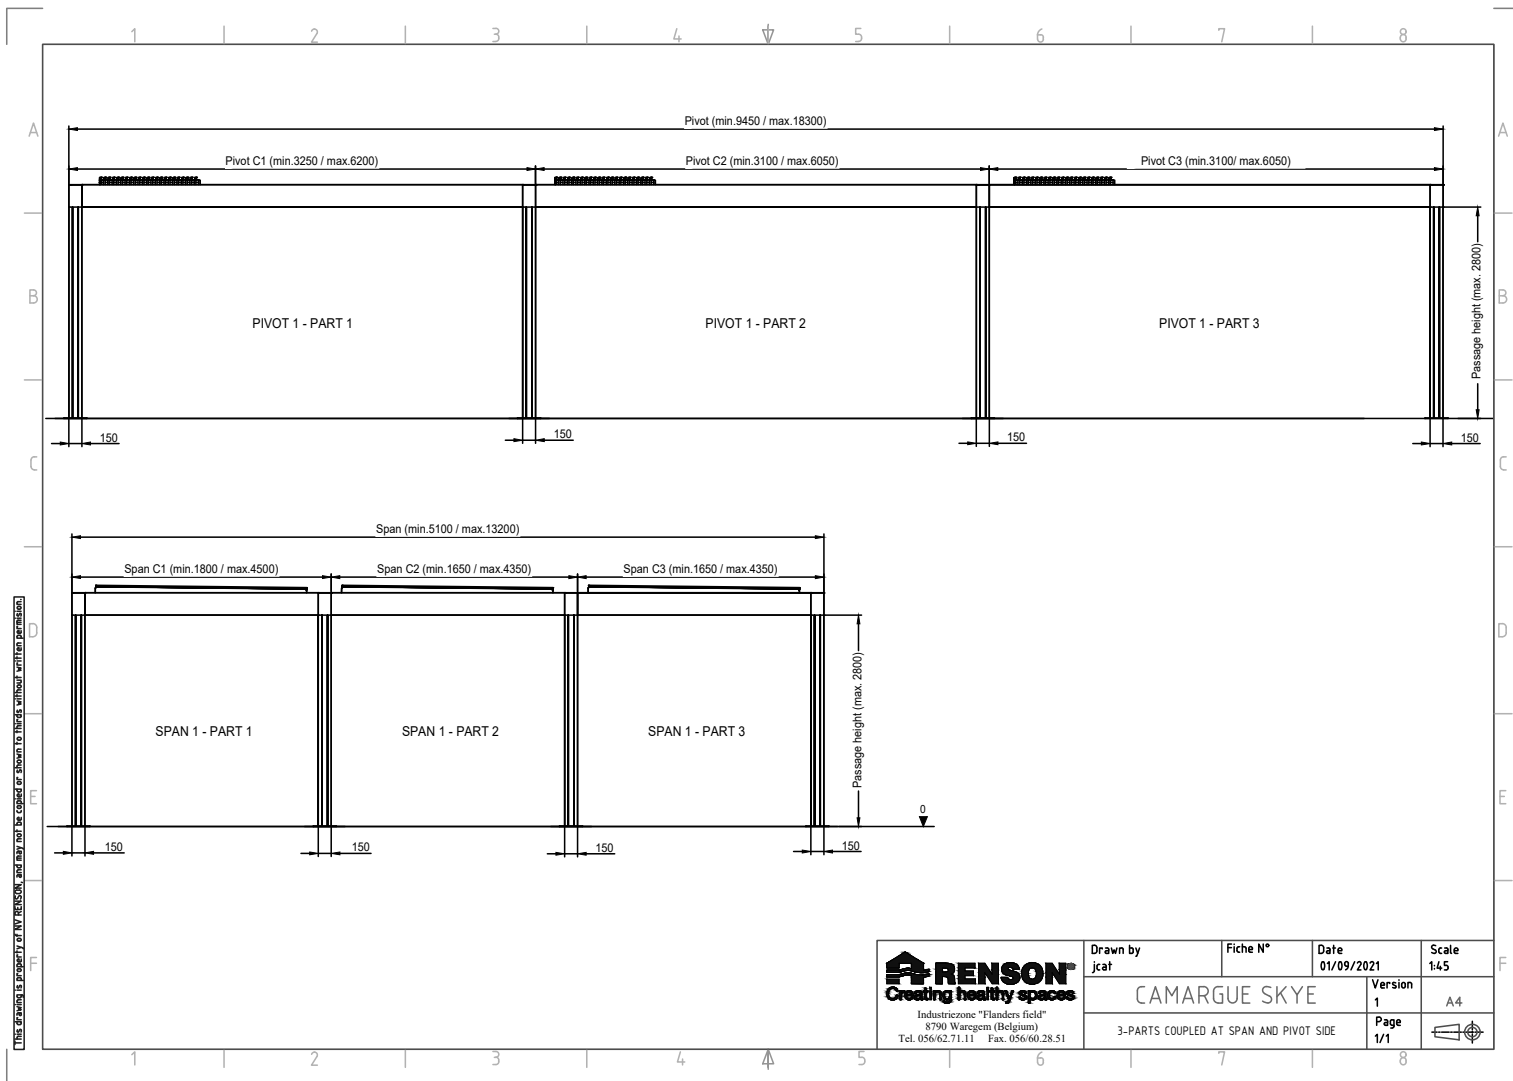 1 2 3 4 5 6 7 8
A A
Pivot (min.9450 / max.18300)
Pivot C1 (min.3250 / max.6200) Pivot C2 (min.3100 / max.6050) Pivot C3 (min.3100/ max.6050)
B B
PIVOT 1 - PART 1 PIVOT 1 - PART 2 PIVOT 1 - PART 3
Passage height (max. 2800)
150 150 150 150
C C
Span (min.5100 / max.13200)
Span C1 (min.1800 / max.4500) Span C2 (min.1650 / max.4350) Span C3 (min.1650 / max.4350)
D D
SPAN 1 - PART 1 SPAN 1 - PART 2 SPAN 1 - PART 3
Passage height (max. 2800)
E E
0
150 150 150 150
This drawing is property of NV RENSON, and may not be copied or shown to thirds without written permision.
F F
RENSON®
Creating healthy spaces
Industriezone "Flanders field"
8790 Waregem (Belgium)
Tel. 056/62.71.11 Fax. 056/60.28.51
Drawn by
jcat
Fiche N°
Date
01/09/2021
Scale
1:45
CAMARGUE SKYE
Version
1
A4
3-PARTS COUPLED AT SPAN AND PIVOT SIDE
Page
1/1
1 2 3 4 5 6 7 8